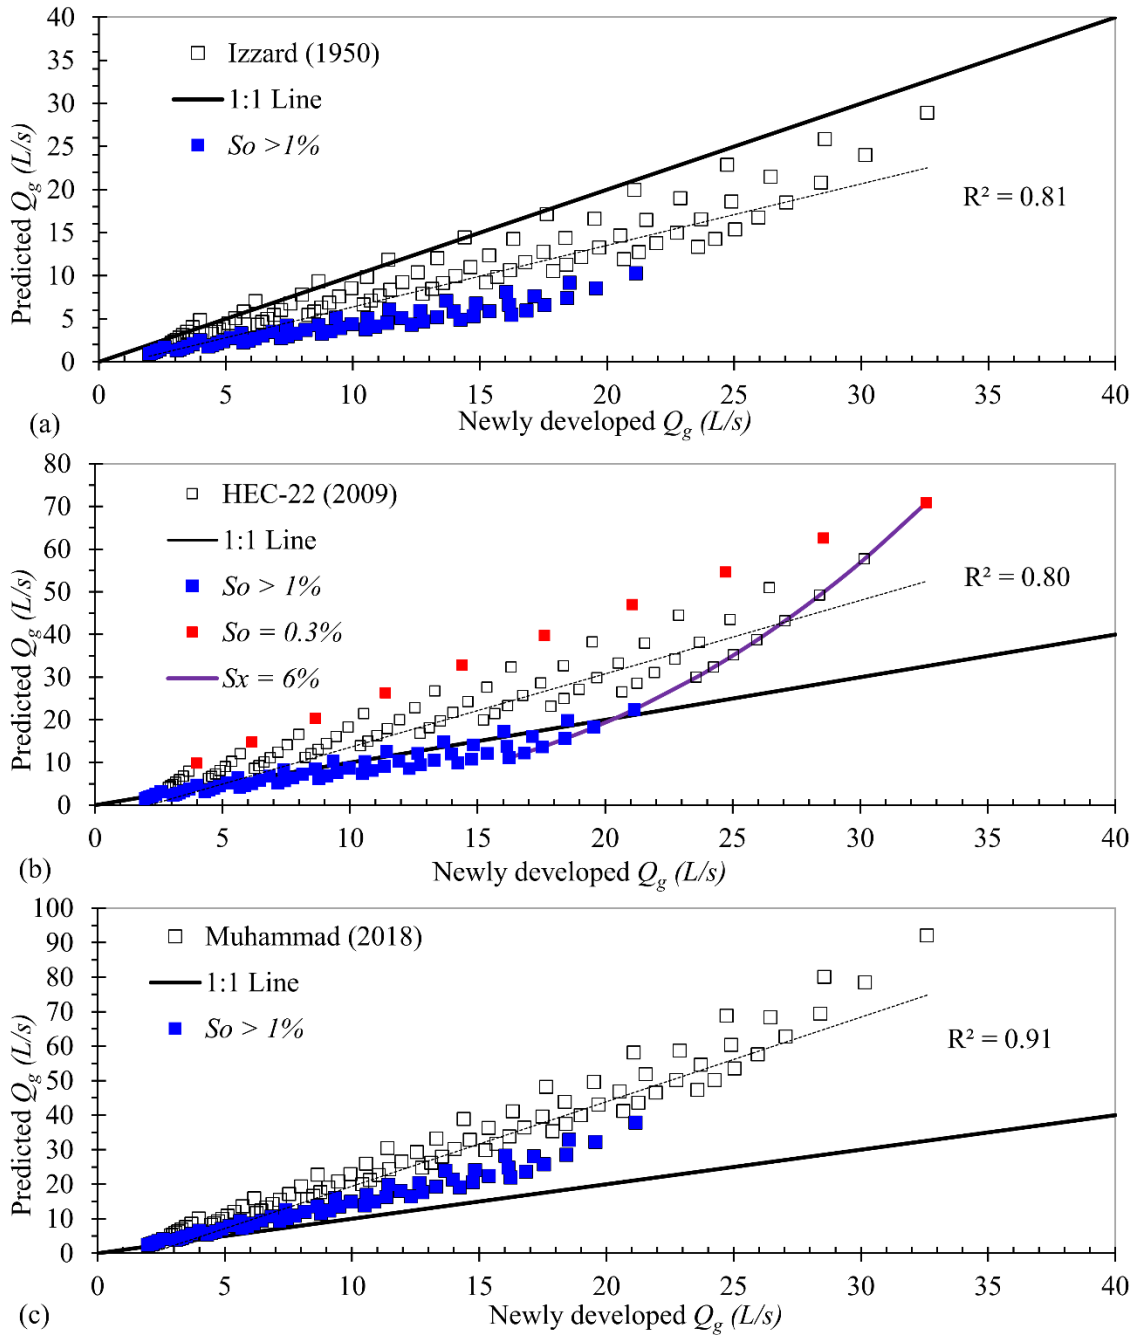 40
35
30
25
20
15
10
5
0
Predicted Qg (L/s)
Izzard (1950)
1:1 Line
So >1%
R² = 0.81
0 5 10 15 20 25 30 35 40
Newly developed Qg (L/s)
(a)
80
70
60
50
40
30
20
10
0
Predicted Qg (L/s)
HEC-22 (2009)
1:1 Line
So > 1%
So = 0.3%
Sx = 6%
R² = 0.80
0 5 10 15 20 25 30 35 40
Newly developed Qg (L/s)
(b)
100
90
80
70
60
50
40
30
20
10
0
Predicted Qg (L/s)
Muhammad (2018)
1:1 Line
So > 1%
R² = 0.91
0 5 10 15 20 25 30 35 40
Newly developed Qg (L/s)
(c)